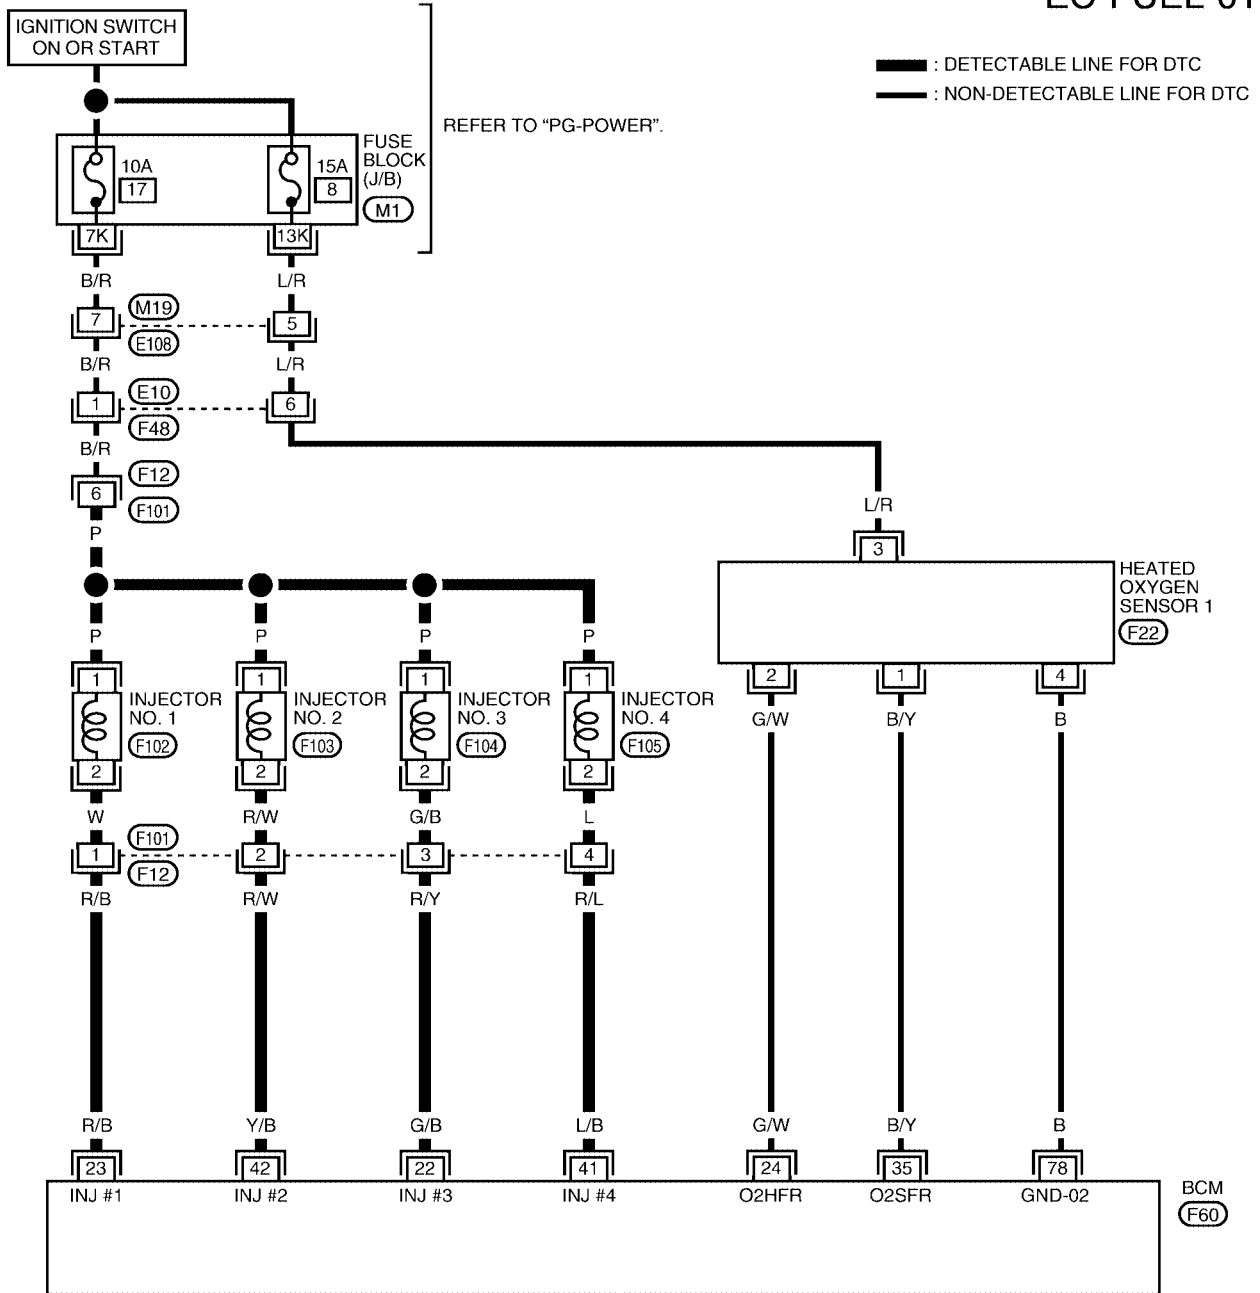 IGNITION SWITCH
ON OR START
: DETECTABLE LINE FOR DTC
: NON-DETECTABLE LINE FOR DTC
REFER TO “PG-POWER”.
10A
17
15A
8
FUSE
BLOCK
(J/B)
M1
7K
13K
B/R
L/R
7
M19
E108
5
B/R
L/R
1
E10
F48
6
B/R
6
F12
F101
P
L/R
3
HEATED
OXYGEN
SENSOR 1
F22
P
P
P
P
1
1
1
1
INJECTOR
NO. 1
F102
INJECTOR
NO. 2
F103
INJECTOR
NO. 3
F104
INJECTOR
NO. 4
F105
2
2
2
2
2
1
4
G/W
B/Y
B
W
R/W
G/B
L
1
F101
F12
2
3
4
R/B
R/W
R/Y
R/L
R/B
Y/B
G/B
L/B
G/W
B/Y
B
23
42
22
41
24
35
78
INJ #1
INJ #2
INJ #3
INJ #4
O2HFR
O2SFR
GND-02
BCM
F60